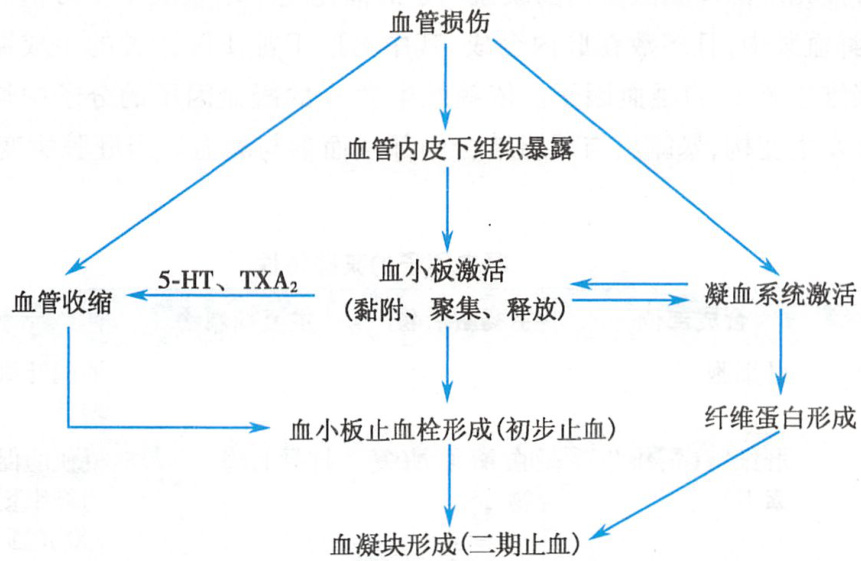 血管损伤
血管内皮下组织暴露
5-HT、TXA₂
血小板激活
血管收缩
(黏附、聚集、释放)
凝血系统激活
血小板止血栓形成(初步止血)
纤维蛋白形成
血凝块形成(二期止血)